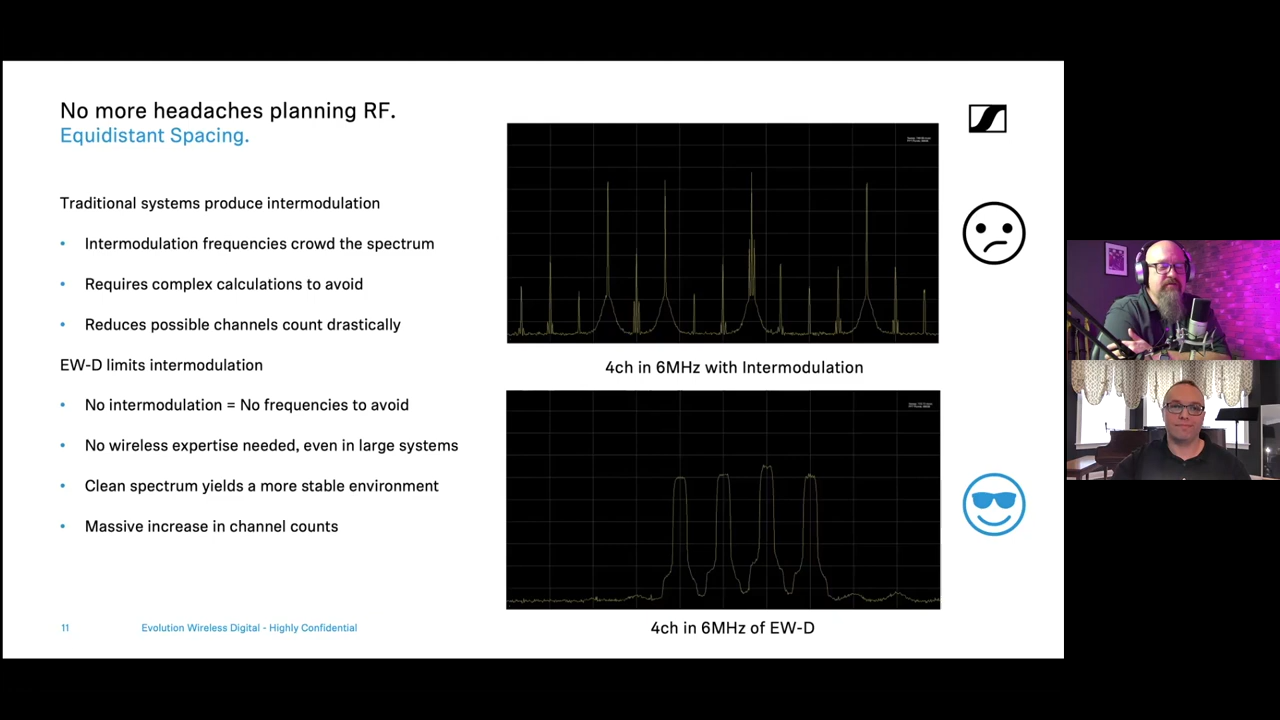 No more headaches planning RF.
Equidistant Spacing.
Traditional systems produce intermodulation
• Intermodulation frequencies crowd the spectrum
• Requires complex calculations to avoid
• Reduces possible channels count drastically
EW-D limits intermodulation
• No intermodulation = No frequencies to avoid
• No wireless expertise needed, even in large systems
• Clean spectrum yields a more stable environment
• Massive increase in channel counts
4ch in 6MHz with Intermodulation
4ch in 6MHz of EW-D
11
Evolution Wireless Digital - Highly Confidential